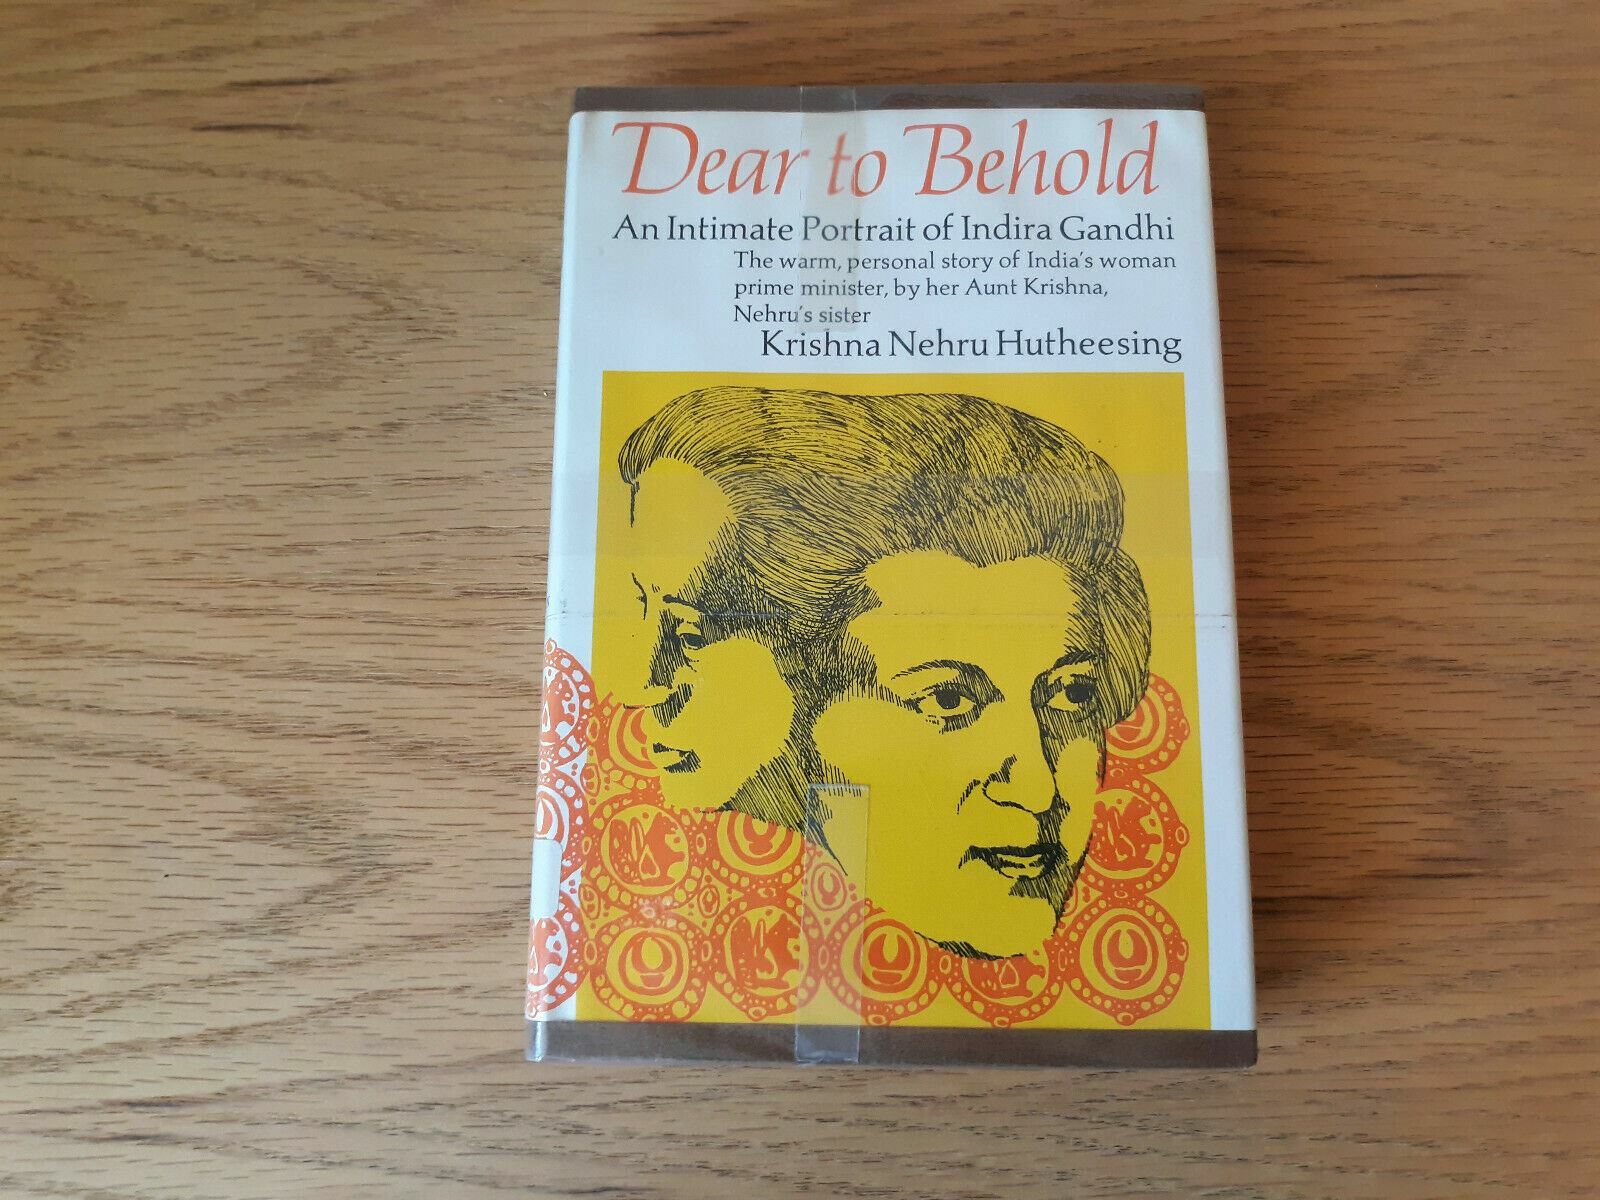 Dear to Behold
An Intimate Portrait of Indira Gandhi
The warm, personal story of India's woman
prime minister, by her Aunt Krishna,
Nehru's sister
Krishna Nehru Hutheesing